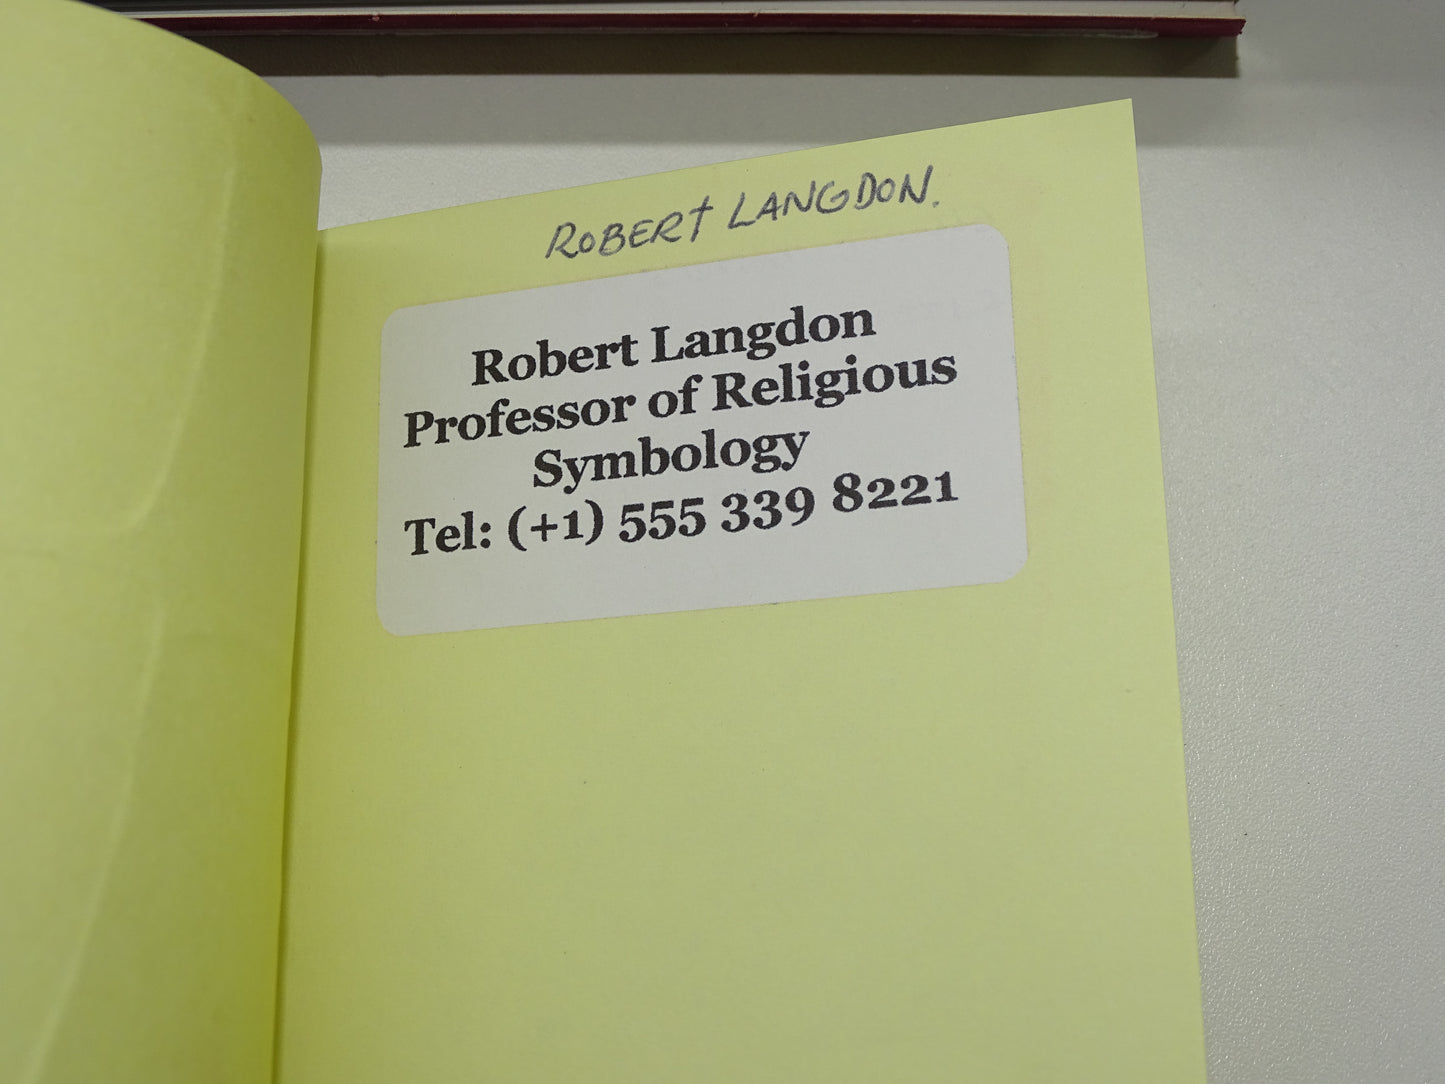 ROBERT LANGDON.
Robert Langdon
Professor of Religious
Symbology
Tel: (+1) 555 339 8221